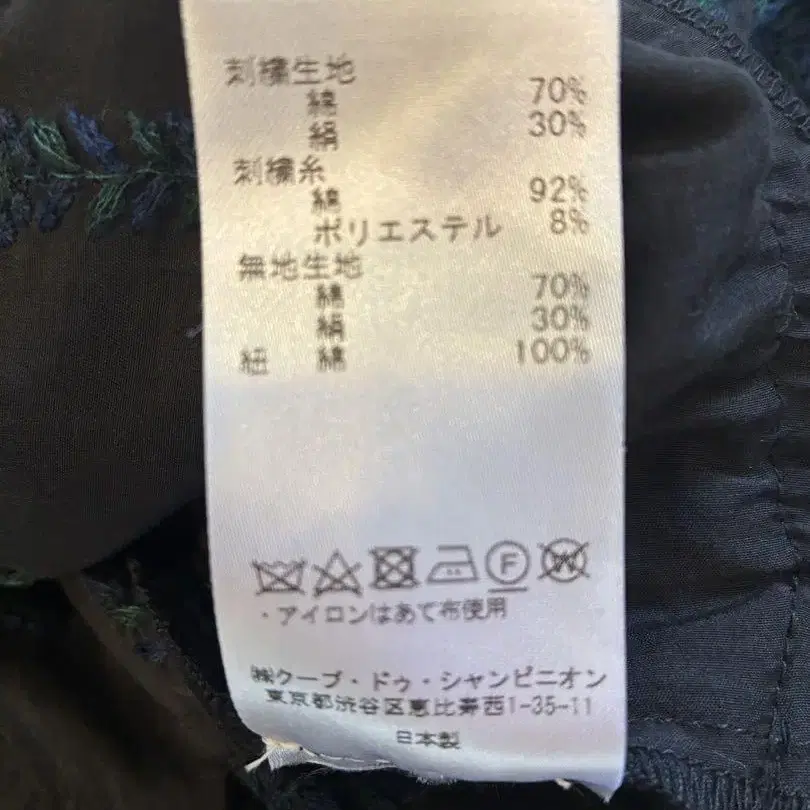 刺繍生地
綿 70%
絹 30%
刺繍糸
綿 92%
ポリエステル 8%
無地生地
綿 70%
絹 30%
紐 綿 100%
F W
・アイロンはあて布使用
㈱クープ・ドゥ・シャンピニオン
東京都渋谷区恵比寿西1-35-11
日本製